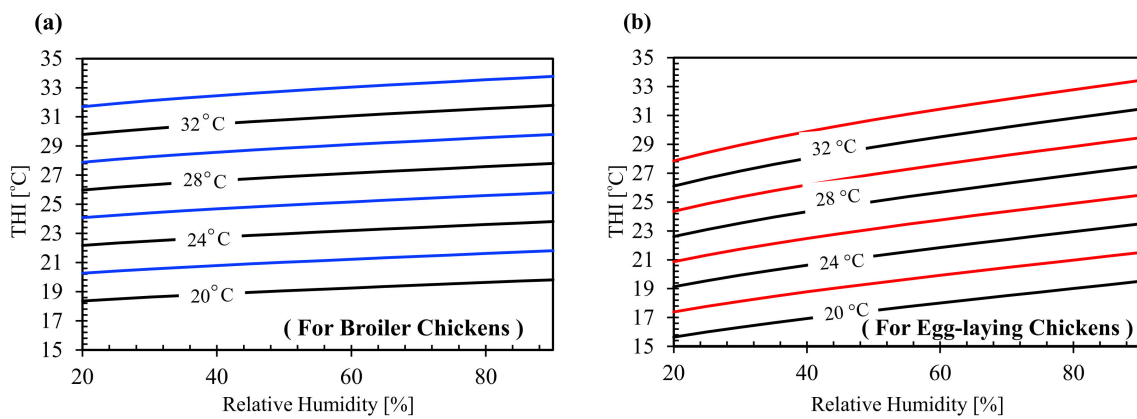 (a)
35
33
31
29
27
25
23
21
19
17
15
THI [°C]
32°C
28°C
24°C
20°C
( For Broiler Chickens )
20 40 60 80
Relative Humidity [%]
(b)
35
33
31
29
27
25
23
21
19
17
15
THI [°C]
32 °C
28 °C
24 °C
20 °C
( For Egg-laying Chickens )
20 40 60 80
Relative Humidity [%]